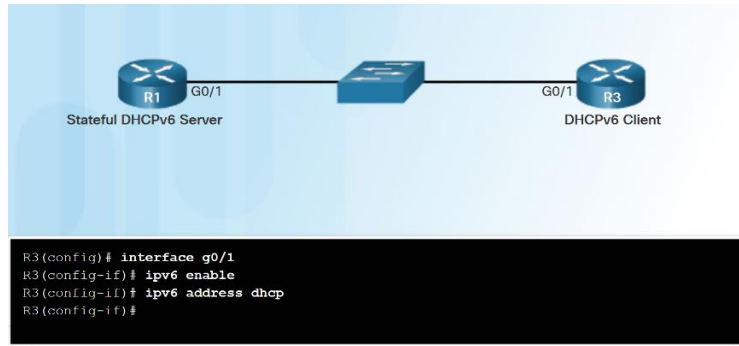 R1
G0/1
G0/1
R3
Stateful DHCPv6 Server
DHCPv6 Client
R3(config)# interface g0/1
R3(config-if)# ipv6 enable
R3(config-if)# ipv6 address dhcp
R3(config-if)#